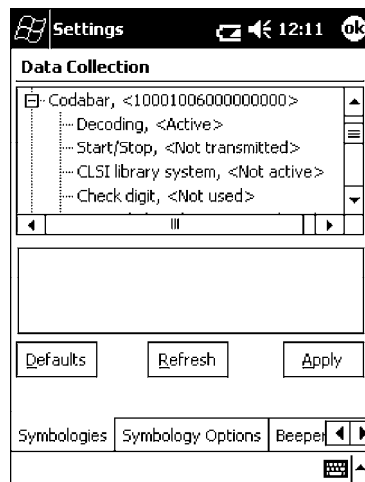 Settings 12:11 ok
Data Collection
Codabar, <10001006000000000>
Decoding, <Active>
Start/Stop, <Not transmitted>
CLSI library system, <Not active>
Check digit, <Not used>
Defaults Refresh Apply
Symbologies Symbology Options Beeper